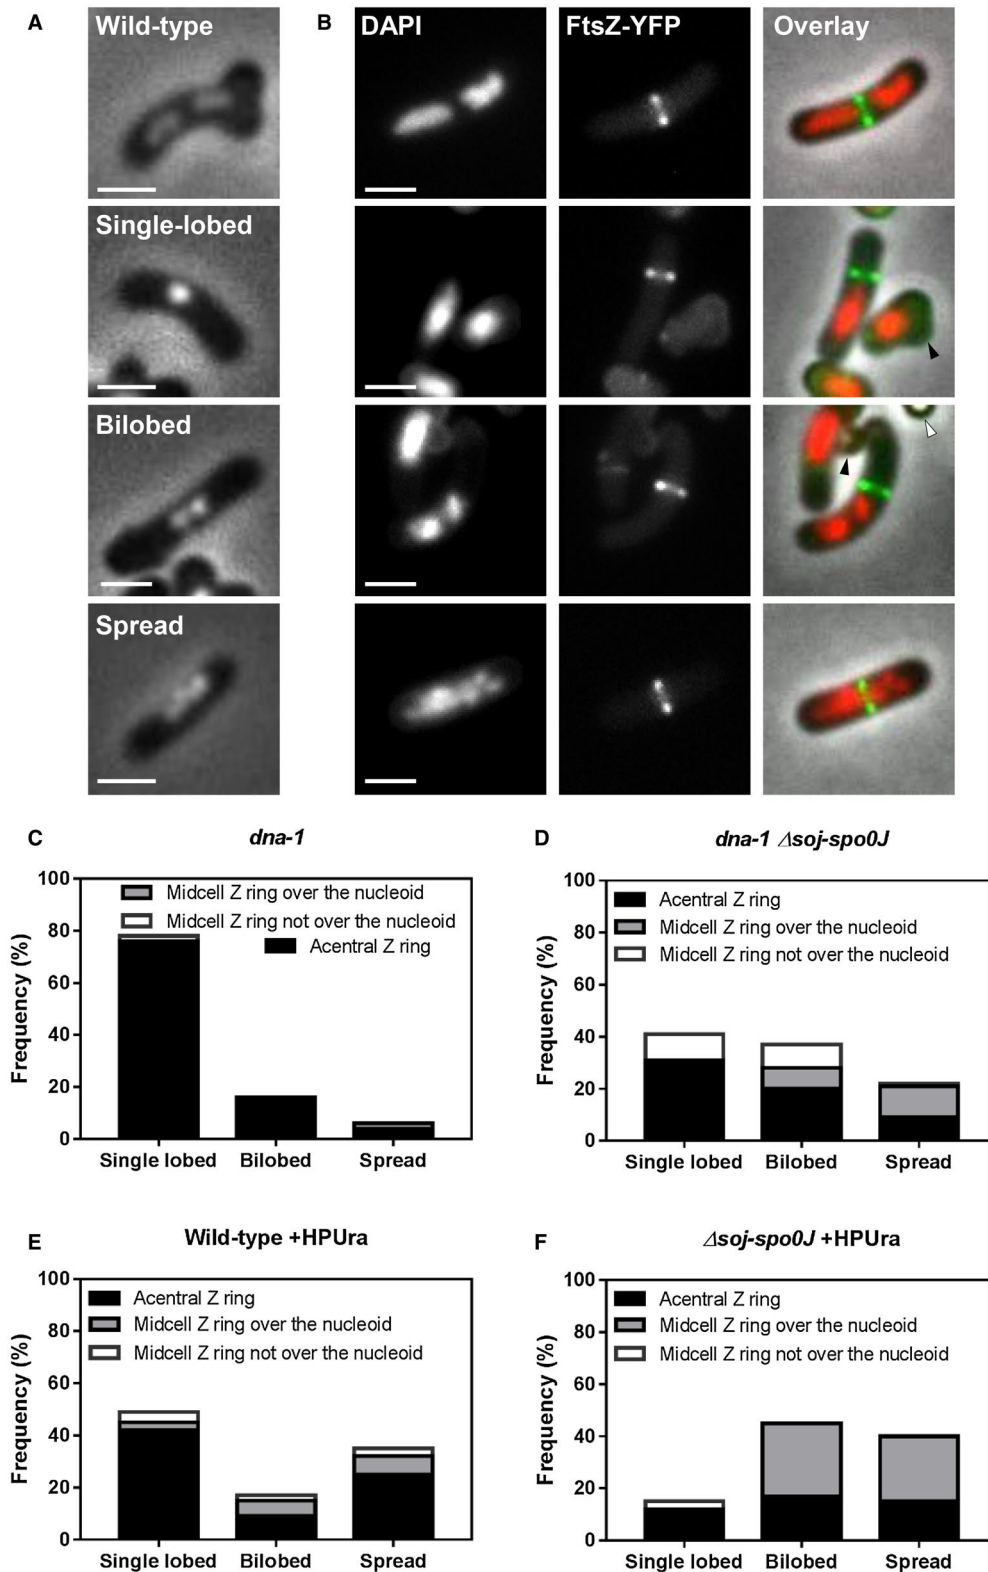 A
Wild-type
B
DAPI
FtsZ-YFP
Overlay
Single-lobed
Bilobed
Spread
C
dna-1
Frequency (%)
100
80
60
40
20
0
Midcell Z ring over the nucleoid
Midcell Z ring not over the nucleoid
Acentral Z ring
Single lobed
Bilobed
Spread
D
dna-1 Δsoj-spo0J
Frequency (%)
100
80
60
40
20
0
Acentral Z ring
Midcell Z ring over the nucleoid
Midcell Z ring not over the nucleoid
Single lobed
Bilobed
Spread
E
Wild-type +HPUra
Frequency (%)
100
80
60
40
20
0
Acentral Z ring
Midcell Z ring over the nucleoid
Midcell Z ring not over the nucleoid
Single lobed
Bilobed
Spread
F
Δsoj-spo0J +HPUra
Frequency (%)
100
80
60
40
20
0
Acentral Z ring
Midcell Z ring over the nucleoid
Midcell Z ring not over the nucleoid
Single lobed
Bilobed
Spread